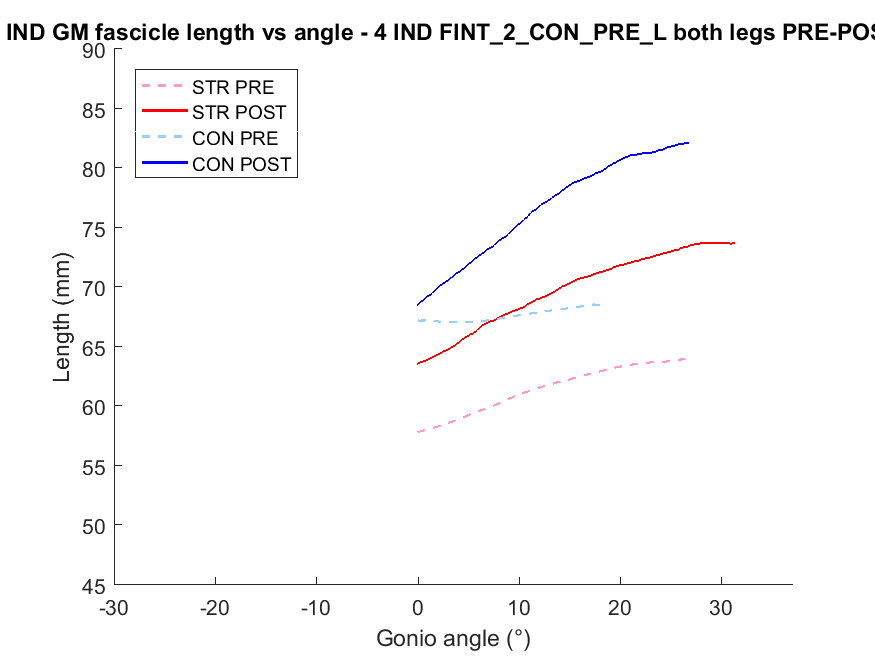 IND GM fascicle length vs angle - 4 IND FINT_2_CON_PRE_L both legs PRE-POS
90
85
80
75
70
65
60
55
50
45
STR PRE
STR POST
CON PRE
CON POST
Length (mm)
-30 -20 -10 0 10 20 30
Gonio angle (°)